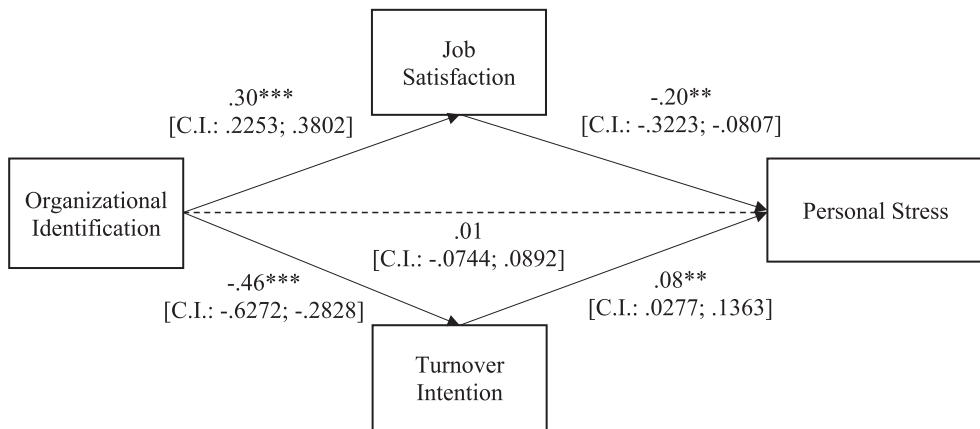 Job
Satisfaction
.30***
[C.I.: .2253; .3802]
-.20**
[C.I.: -.3223; -.0807]
Organizational
Identification
Personal Stress
.01
[C.I.: -.0744; .0892]
-.46***
[C.I.: -.6272; -.2828]
.08**
[C.I.: .0277; .1363]
Turnover
Intention